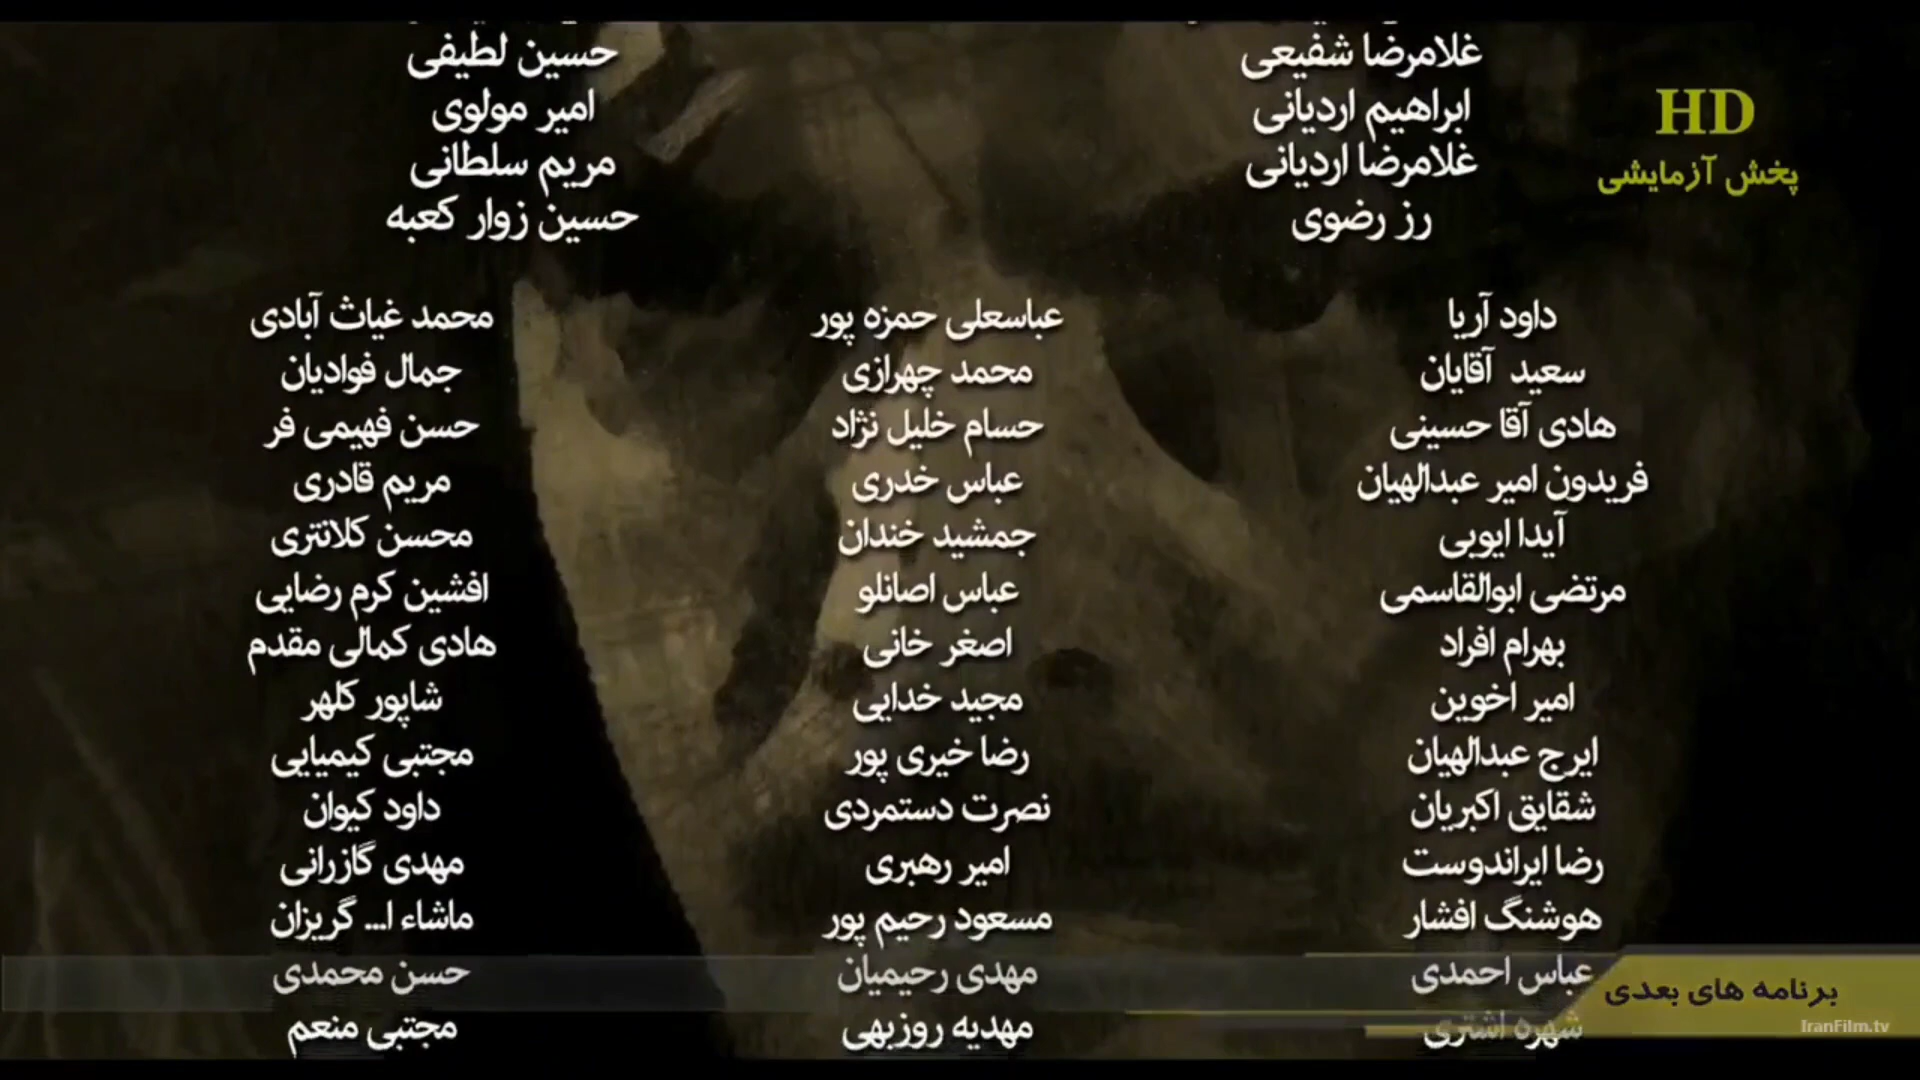 غلامرضا شفیعی
حسین لطیفی
HD
ابراهیم اردیانی
امیر مولوی
پخش آزمایشی
غلامرضا اردیانی
مریم سلطانی
رز رضوی
حسین زوار کعبه
داود آریا
عباسعلی حمزه پور
محمد غیاث آبادی
سعید آقایان
محمد چهرازی
جمال فوادیان
هادی آقا حسینی
حسام خلیل نژاد
حسن فهیمی فر
فریدون امیر عبدالهیان
عباس خدری
مریم قادری
آیدا ایوبی
جمشید خندان
محسن کلانتری
مرتضی ابوالقاسمی
عباس اصانلو
افشین کرم رضایی
بهرام افراد
اصغر خانی
هادی کمالی مقدم
امیر اخوین
مجید خدایی
شاپور کلهر
ایرج عبدالهیان
رضا خیری پور
مجتبی کیمیایی
شقایق اکبریان
نصرت دستمردی
داود کیوان
رضا ایراندوست
امیر رهبری
مهدی گازرانی
هوشنگ افشار
مسعود رحیم پور
ماشاء ا... گریزان
عباس احمدی
مهدی رحیمیان
حسن محمدی
برنامه های بعدی
شهره اشتری
مهدیه روزبهی
مجتبی منعم
IranFilm.tv